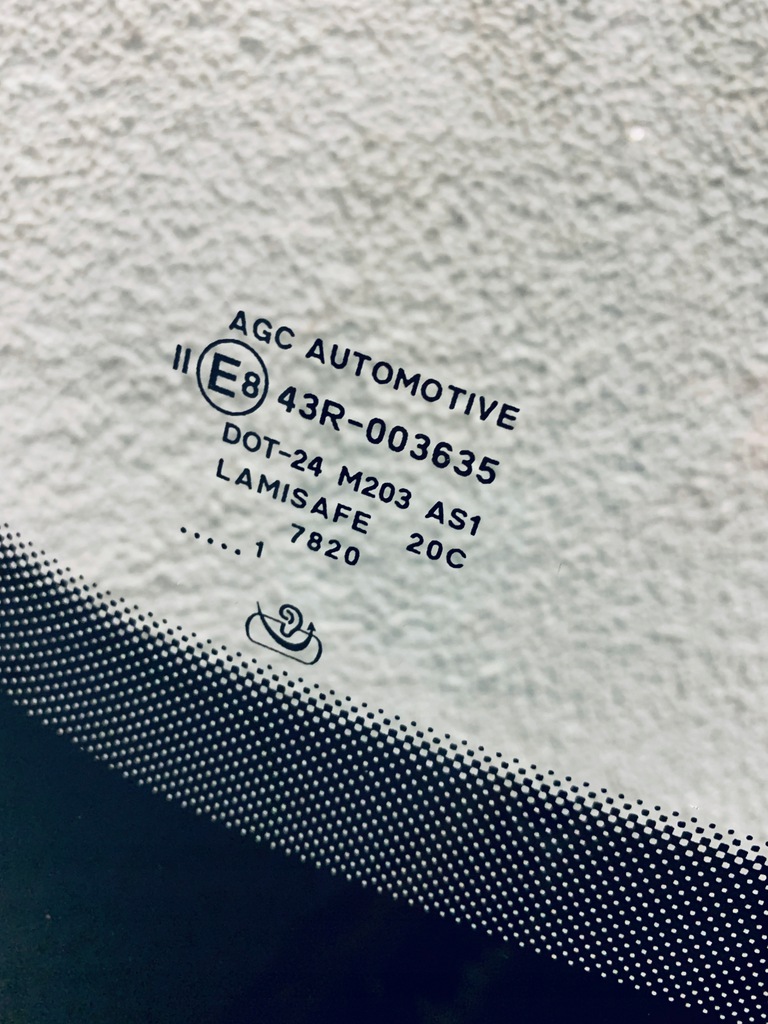 AGC AUTOMOTIVE
II E8 43R-003635
DOT-24 M203 AS1
LAMISAFE 20C
..... 1 7820